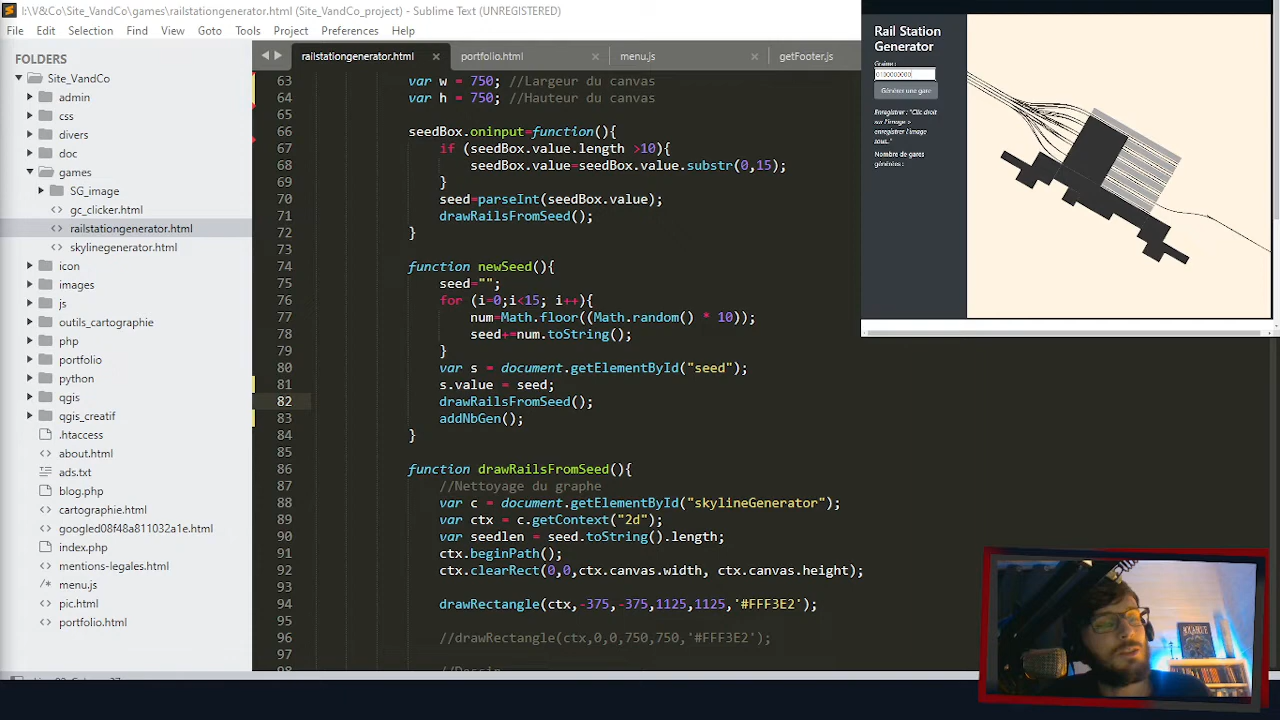 I:\V&Co\Site_VandCo\games\railstationgenerator.html (Site_VandCo_project) - Sublime Text (UNREGISTERED)
File Edit Selection Find View Goto Tools Project Preferences Help
FOLDERS
Site_VandCo
admin
css
divers
doc
games
SG_image
gc_clicker.html
railstationgenerator.html
skylinegenerator.html
icon
images
js
outils_cartographie
php
portfolio
python
qgis
qgis_creatif
.htaccess
about.html
ads.txt
blog.php
cartographie.html
googled08f48a811032a1e.html
index.php
mentions-legales.html
menu.js
pic.html
portfolio.html
railstationgenerator.html portfolio.html menu.js getFooter.js
63 var w = 750; //Largeur du canvas
64 var h = 750; //Hauteur du canvas
65
66 seedBox.oninput=function(){
67 if (seedBox.value.length >10){
68 seedBox.value=seedBox.value.substr(0,15);
69 }
70 seed=parseInt(seedBox.value);
71 drawRailsFromSeed();
72 }
73
74 function newSeed(){
75 seed="";
76 for (i=0;i<15; i++){
77 num=Math.floor((Math.random() * 10));
78 seed+=num.toString();
79 }
80 var s = document.getElementById("seed");
81 s.value = seed;
82 drawRailsFromSeed();
83 addNbGen();
84 }
85
86 function drawRailsFromSeed(){
87 //Nettoyage du graphe
88 var c = document.getElementById("skylineGenerator");
89 var ctx = c.getContext("2d");
90 var seedlen = seed.toString().length;
91 ctx.beginPath();
92 ctx.clearRect(0,0,ctx.canvas.width, ctx.canvas.height);
93
94 drawRectangle(ctx,-375,-375,1125,1125,'#FFF3E2');
95
96 //drawRectangle(ctx,0,0,750,750,'#FFF3E2');
97
98 //Dessin
Rail Station
Generator
Graine :
Générer une gare
Enregistrer : "Clic droit
sur l'image >
enregistrer l'image
sous.."
Nombre de gares
générées :